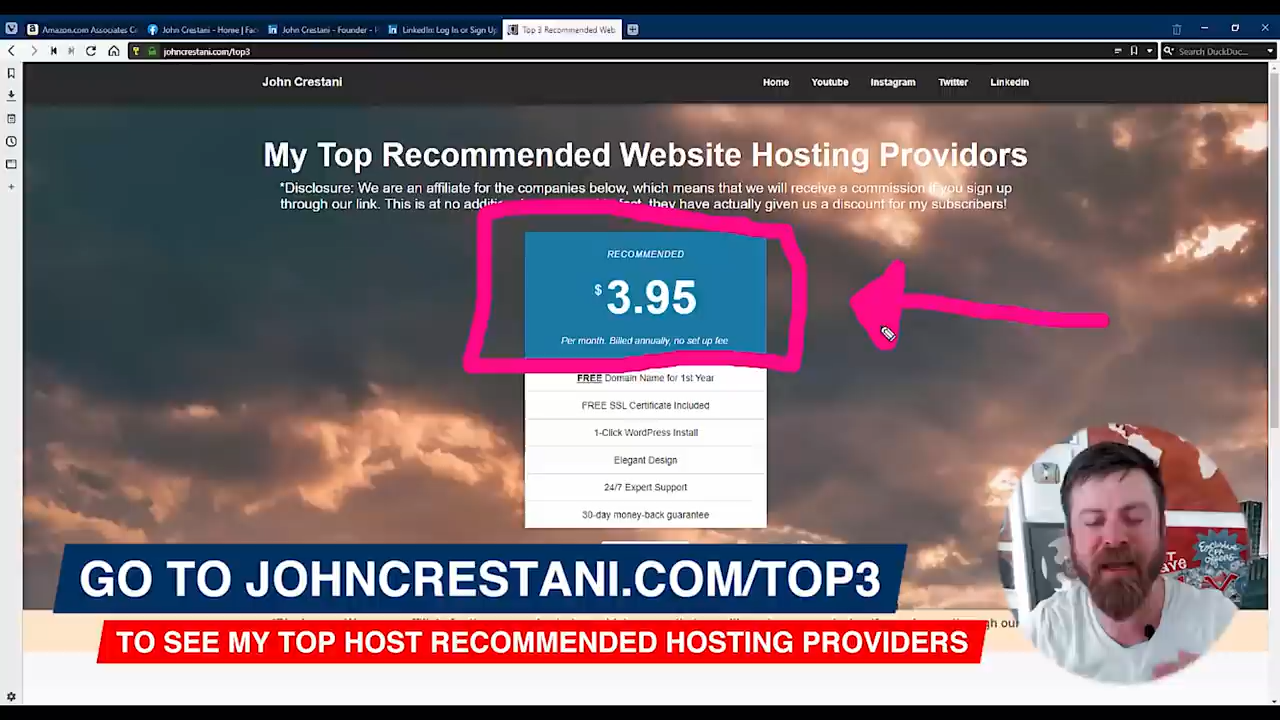 Amazon.com Associates C
John Crestani - Home | Fac
John Crestani - Founder -
LinkedIn: Log In or Sign Up
Top 3 Recommended Web
johncrestani.com/top3
Search DuckDuc...
John Crestani
Home
Youtube
Instagram
Twitter
LinkedIn
My Top Recommended Website Hosting Providors
*Disclosure: We are an affiliate for the companies below, which means that we will receive a commission if you sign up
through our link. This is at no they have actually given us a discount for my subscribers!
RECOMMENDED
$3.95
Per month. Billed annually, no set up fee
FREE Domain Name for 1st Year
FREE SSL Certificate Included
1-Click WordPress Install
Elegant Design
24/7 Expert Support
30-day money-back guarantee
Exclusive
CPA
GO TO JOHNCRESTANI.COM/TOP3
TO SEE MY TOP HOST RECOMMENDED HOSTING PROVIDERS